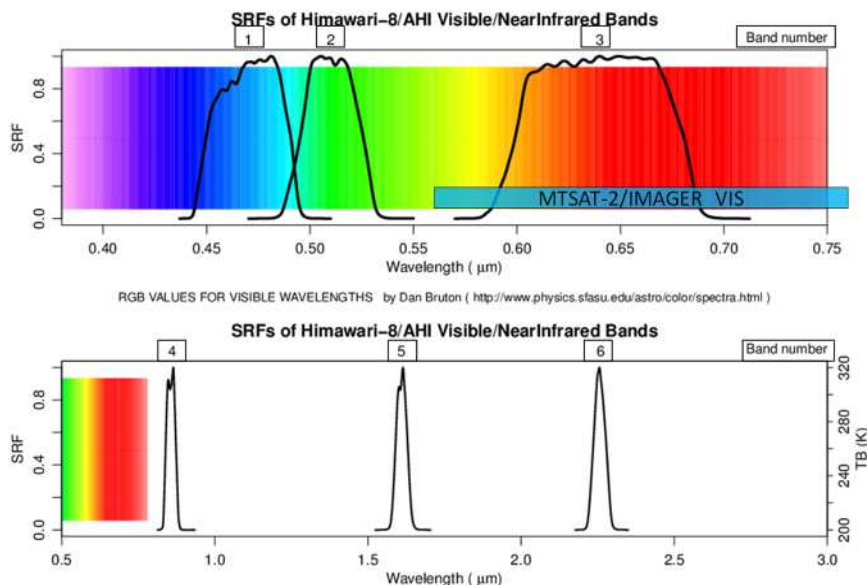 SRFs of Himawari-8/AHI Visible/NearInfrared Bands
1 2 3 Band number
SRF
0.0 0.4 0.8
MTSAT-2/IMAGER VIS
0.40 0.45 0.50 0.55 0.60 0.65 0.70 0.75
Wavelength ( μm)
RGB VALUES FOR VISIBLE WAVELENGTHS by Dan Bruton ( http://www.physics.sfasu.edu/astro/color/spectra.html )
SRFs of Himawari-8/AHI Visible/NearInfrared Bands
4 5 6 Band number
SRF
0.0 0.4 0.8
200 240 280 320
TB (K)
0.5 1.0 1.5 2.0 2.5 3.0
Wavelength ( μm)